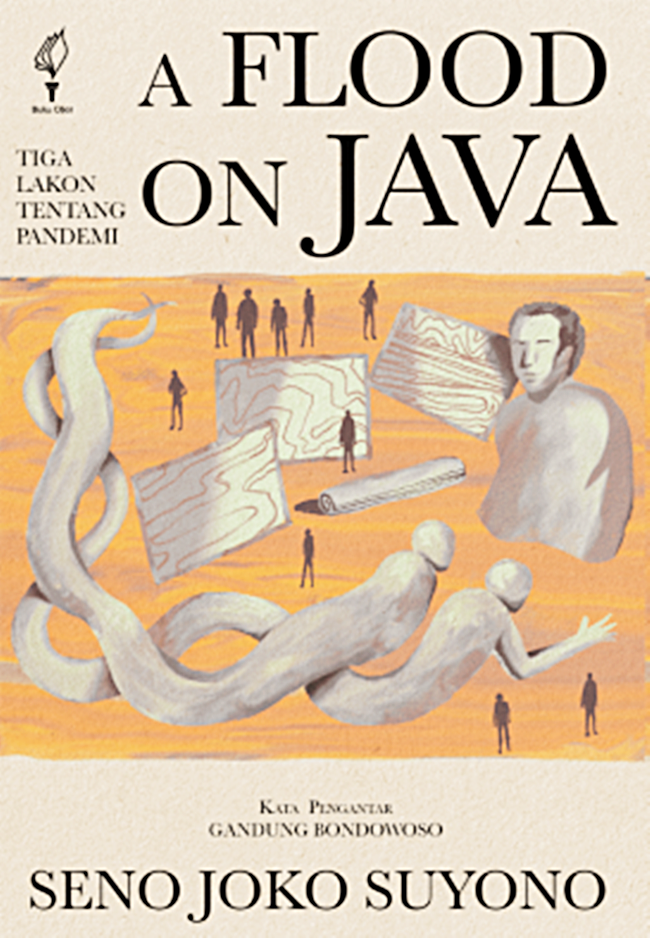 A FLOOD
ON JAVA
TIGA
LAKON
TENTANG
PANDEMI
KATA PENGANTAR
GANDUNG BONDOWOSO
SENO JOKO SUYONO